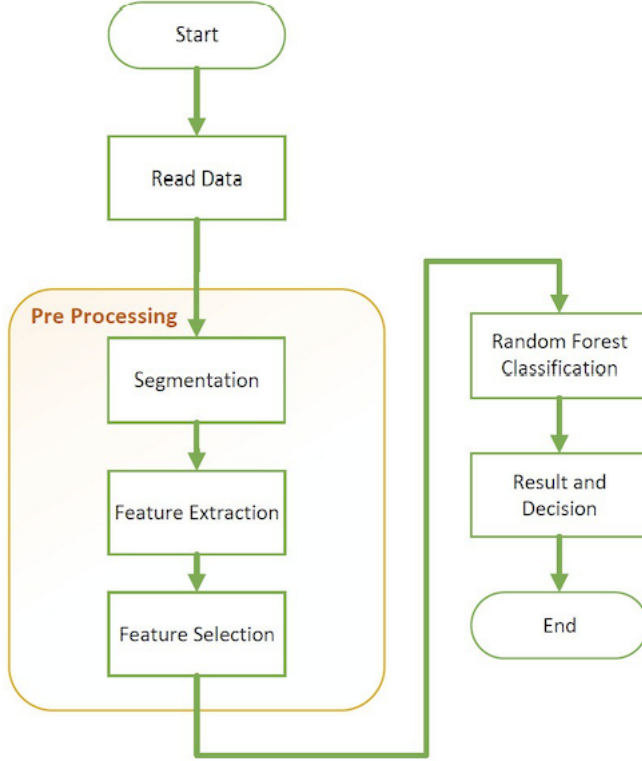 Start
Read Data
Pre Processing
Segmentation
Feature Extraction
Feature Selection
Random Forest
Classification
Result and
Decision
End